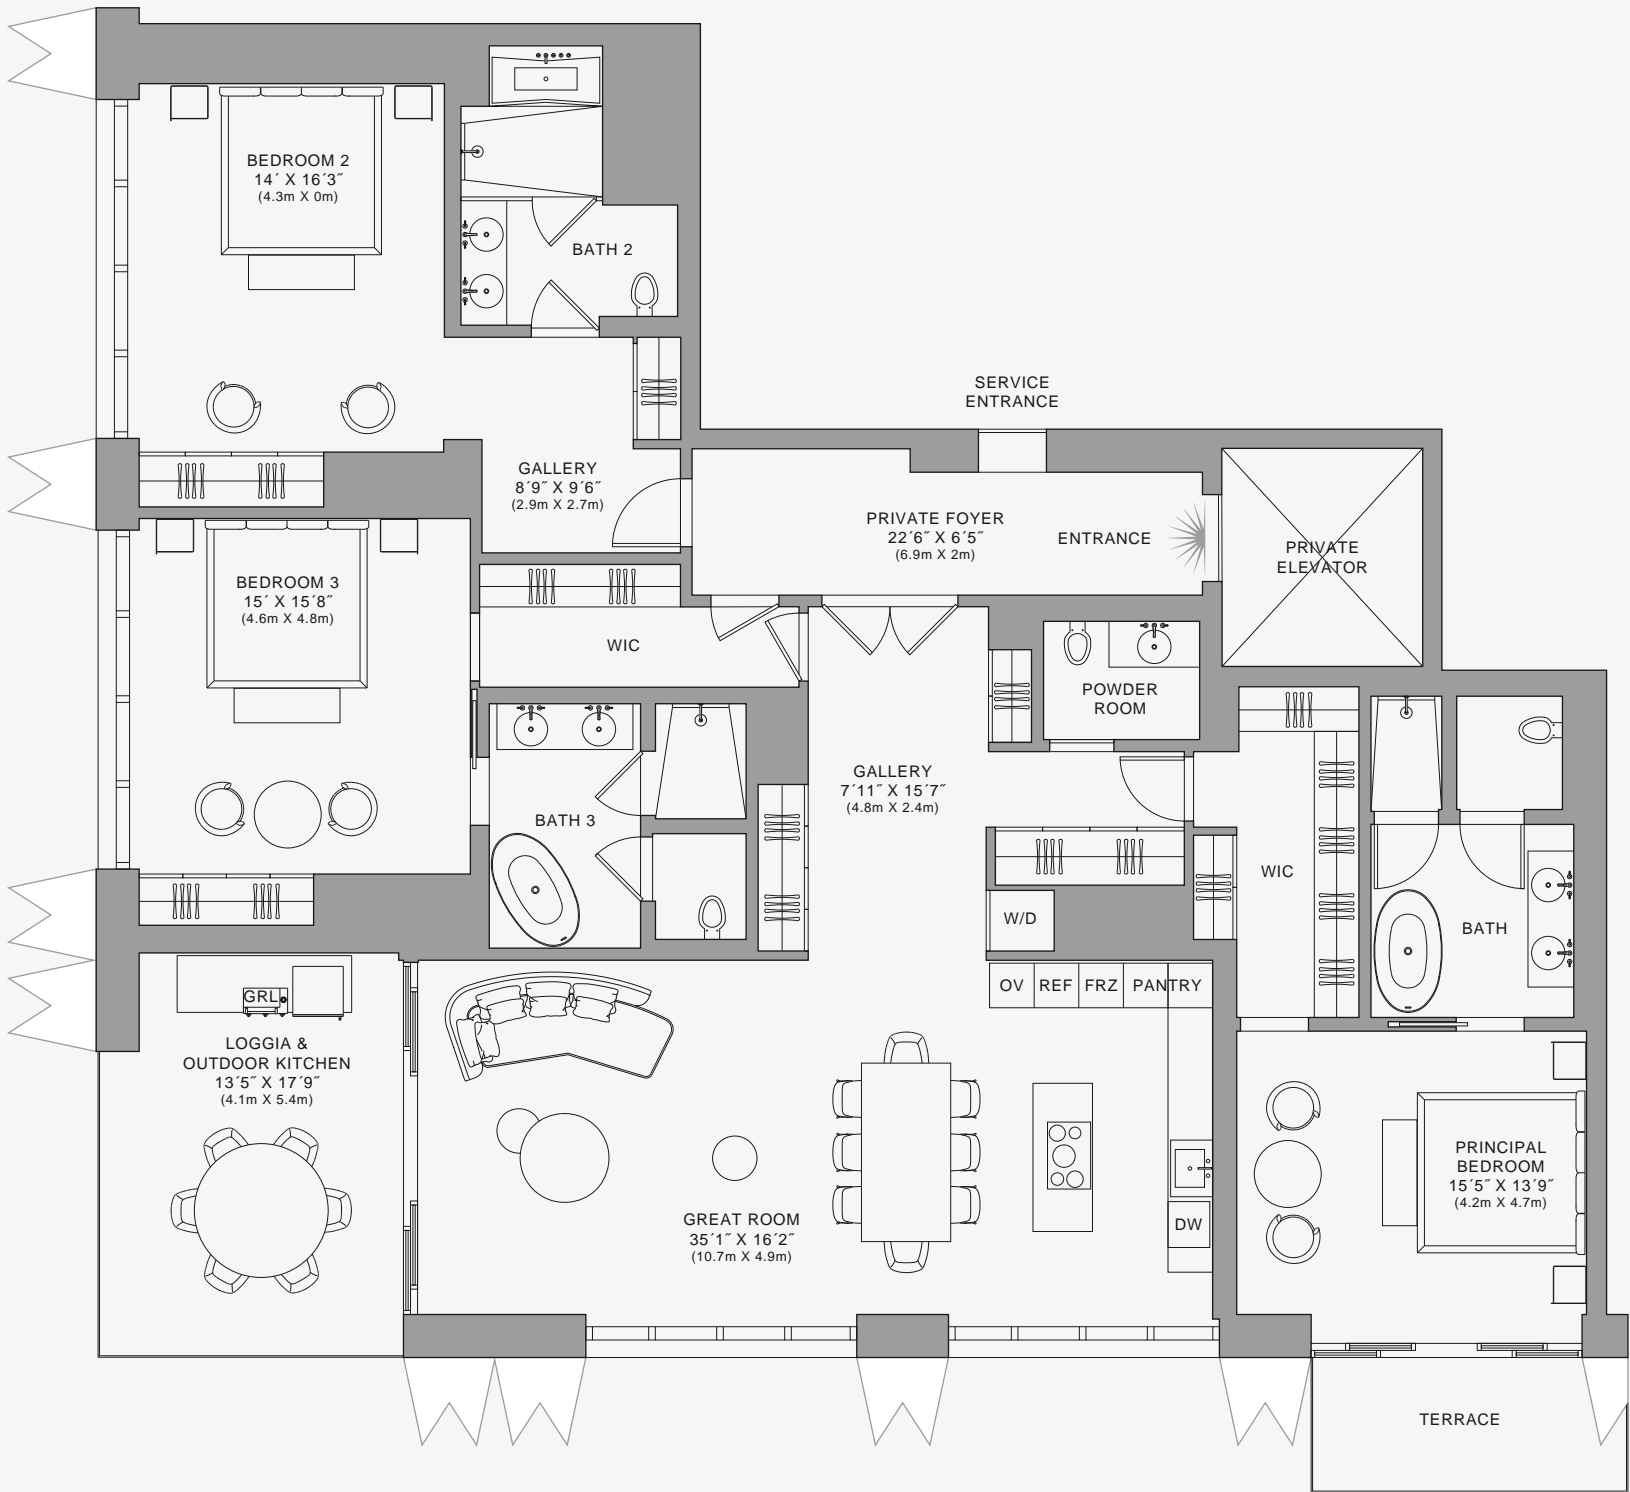 BEDROOM 2
14´ X 16´3˝
(4.3m X 0m)
BATH 2
SERVICE
ENTRANCE
GALLERY
8´9˝ X 9´6˝
(2.9m X 2.7m)
PRIVATE FOYER
22´6˝ X 6´5˝
(6.9m X 2m)
ENTRANCE
PRIVATE
ELEVATOR
BEDROOM 3
15´ X 15´8˝
(4.6m X 4.8m)
WIC
POWDER
ROOM
GALLERY
7´11˝ X 15´7˝
(4.8m X 2.4m)
BATH 3
WIC
W/D
BATH
OV
REF
FRZ
PANTRY
GRL
LOGGIA &
OUTDOOR KITCHEN
13´5˝ X 17´9˝
(4.1m X 5.4m)
PRINCIPAL
BEDROOM
15´5˝ X 13´9˝
(4.2m X 4.7m)
GREAT ROOM
35´1˝ X 16´2˝
(10.7m X 4.9m)
DW
TERRACE